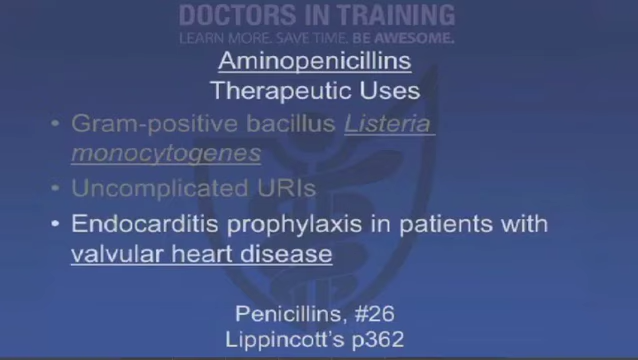 DOCTORS IN TRAINING
LEARN MORE. SAVE TIME. BE AWESOME.
Aminopenicillins
Therapeutic Uses
• Gram-positive bacillus Listeria
monocytogenes
• Uncomplicated URIs
• Endocarditis prophylaxis in patients with
valvular heart disease
Penicillins, #26
Lippincott's p362